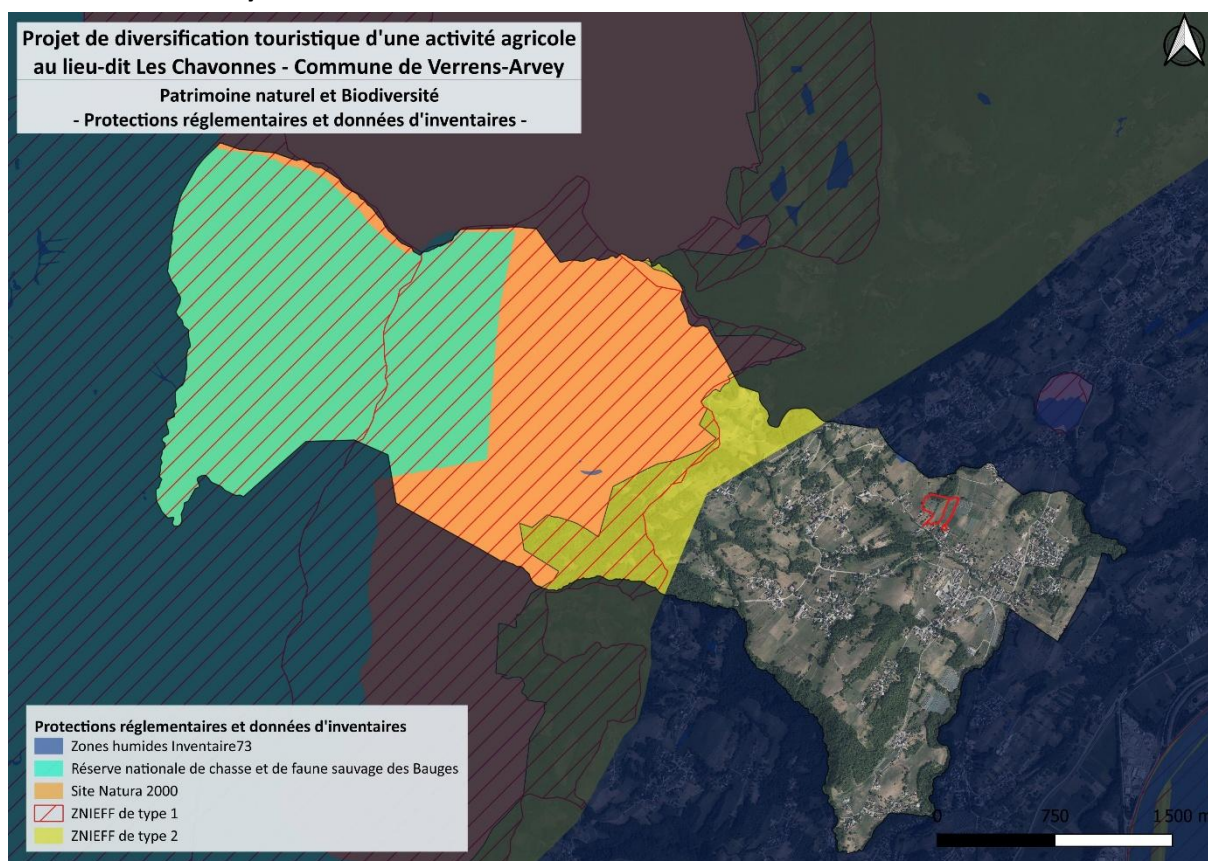 Projet de diversification touristique d'une activité agricole
au lieu-dit Les Chavonnes - Commune de Verrens-Arvey
Patrimoine naturel et Biodiversité
- Protections réglementaires et données d'inventaires -
Protections réglementaires et données d'inventaires
Zones humides Inventaire73
Réserve nationale de chasse et de faune sauvage des Bauges
Site Natura 2000
ZNIEFF de type 1
ZNIEFF de type 2
0 750 1 500 m